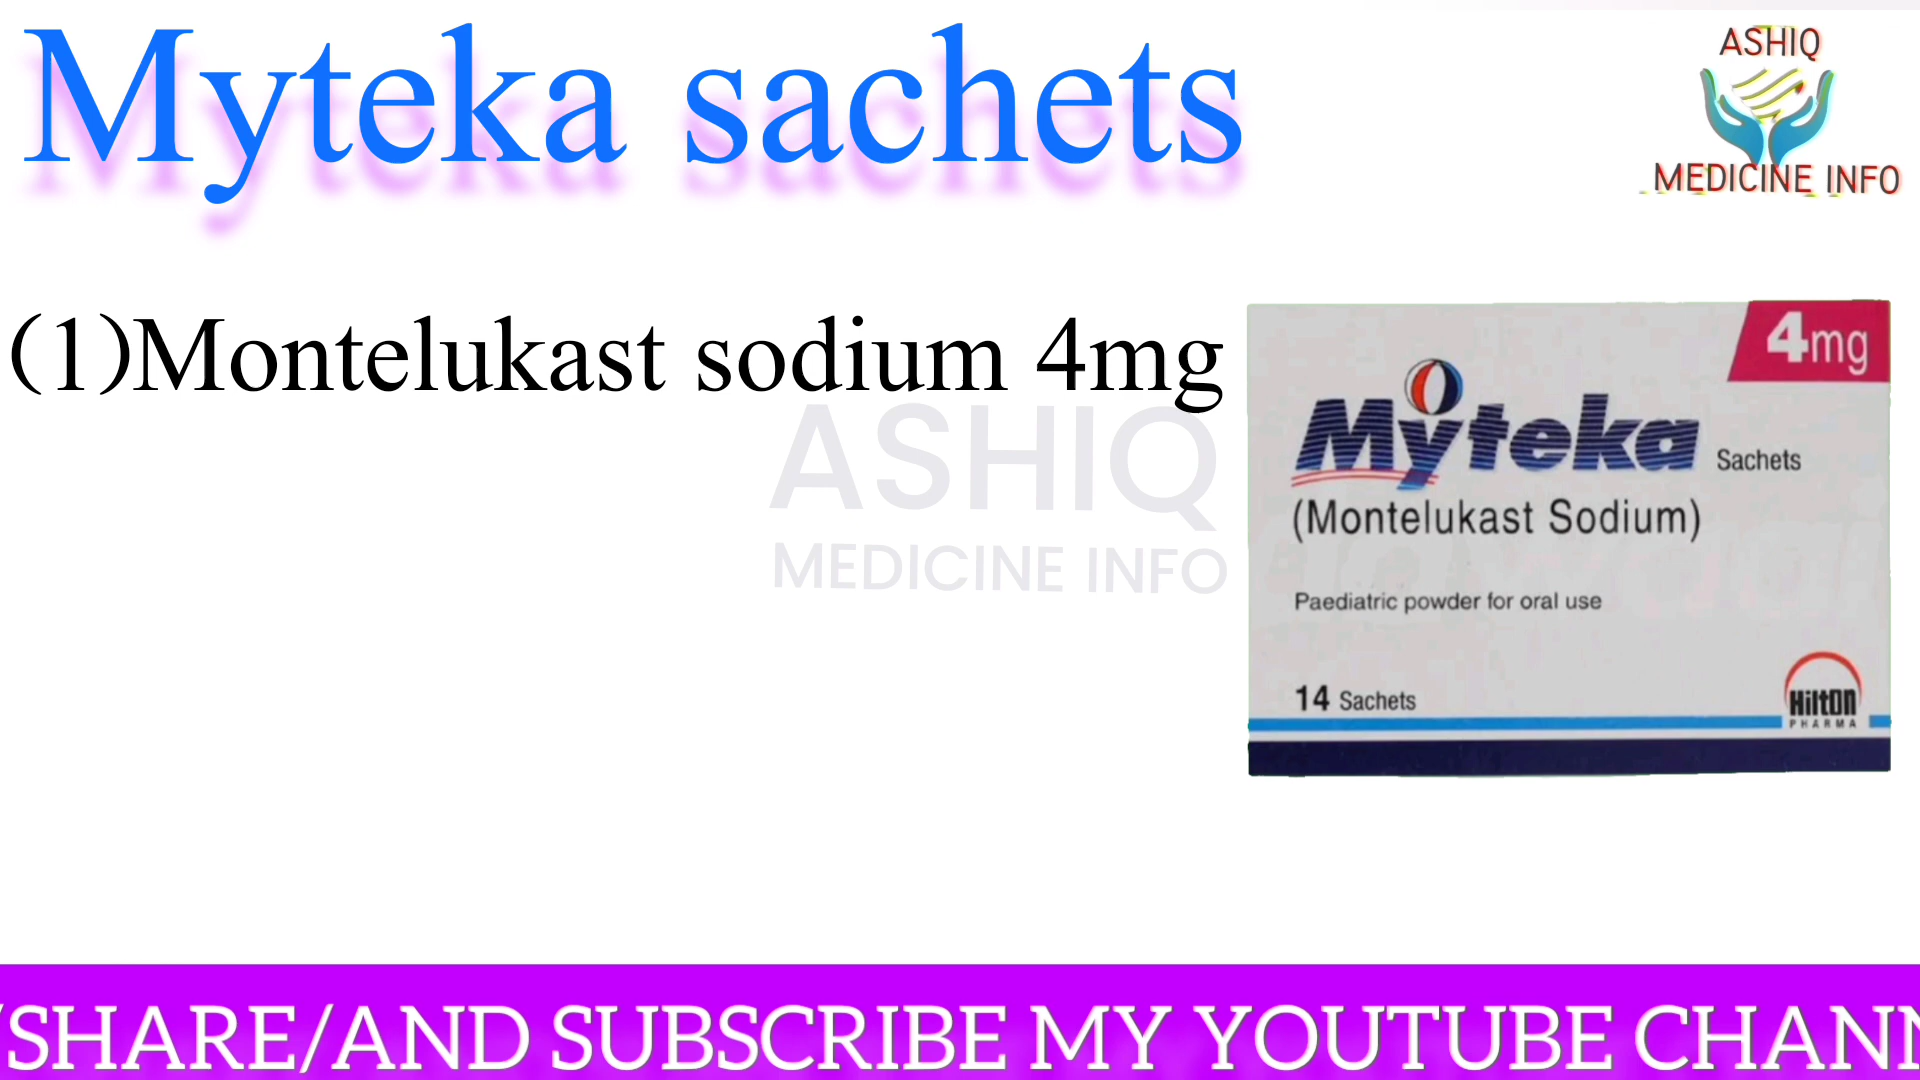 Myteka sachets
ASHIQ
MEDICINE INFO
(1)Montelukast sodium 4mg
ASHIQ
MEDICINE INFO
4mg
Myteka Sachets
(Montelukast Sodium)
Paediatric powder for oral use
14 Sachets
Hilton
PHARMA
/SHARE/AND SUBSCRIBE MY YOUTUBE CHANN